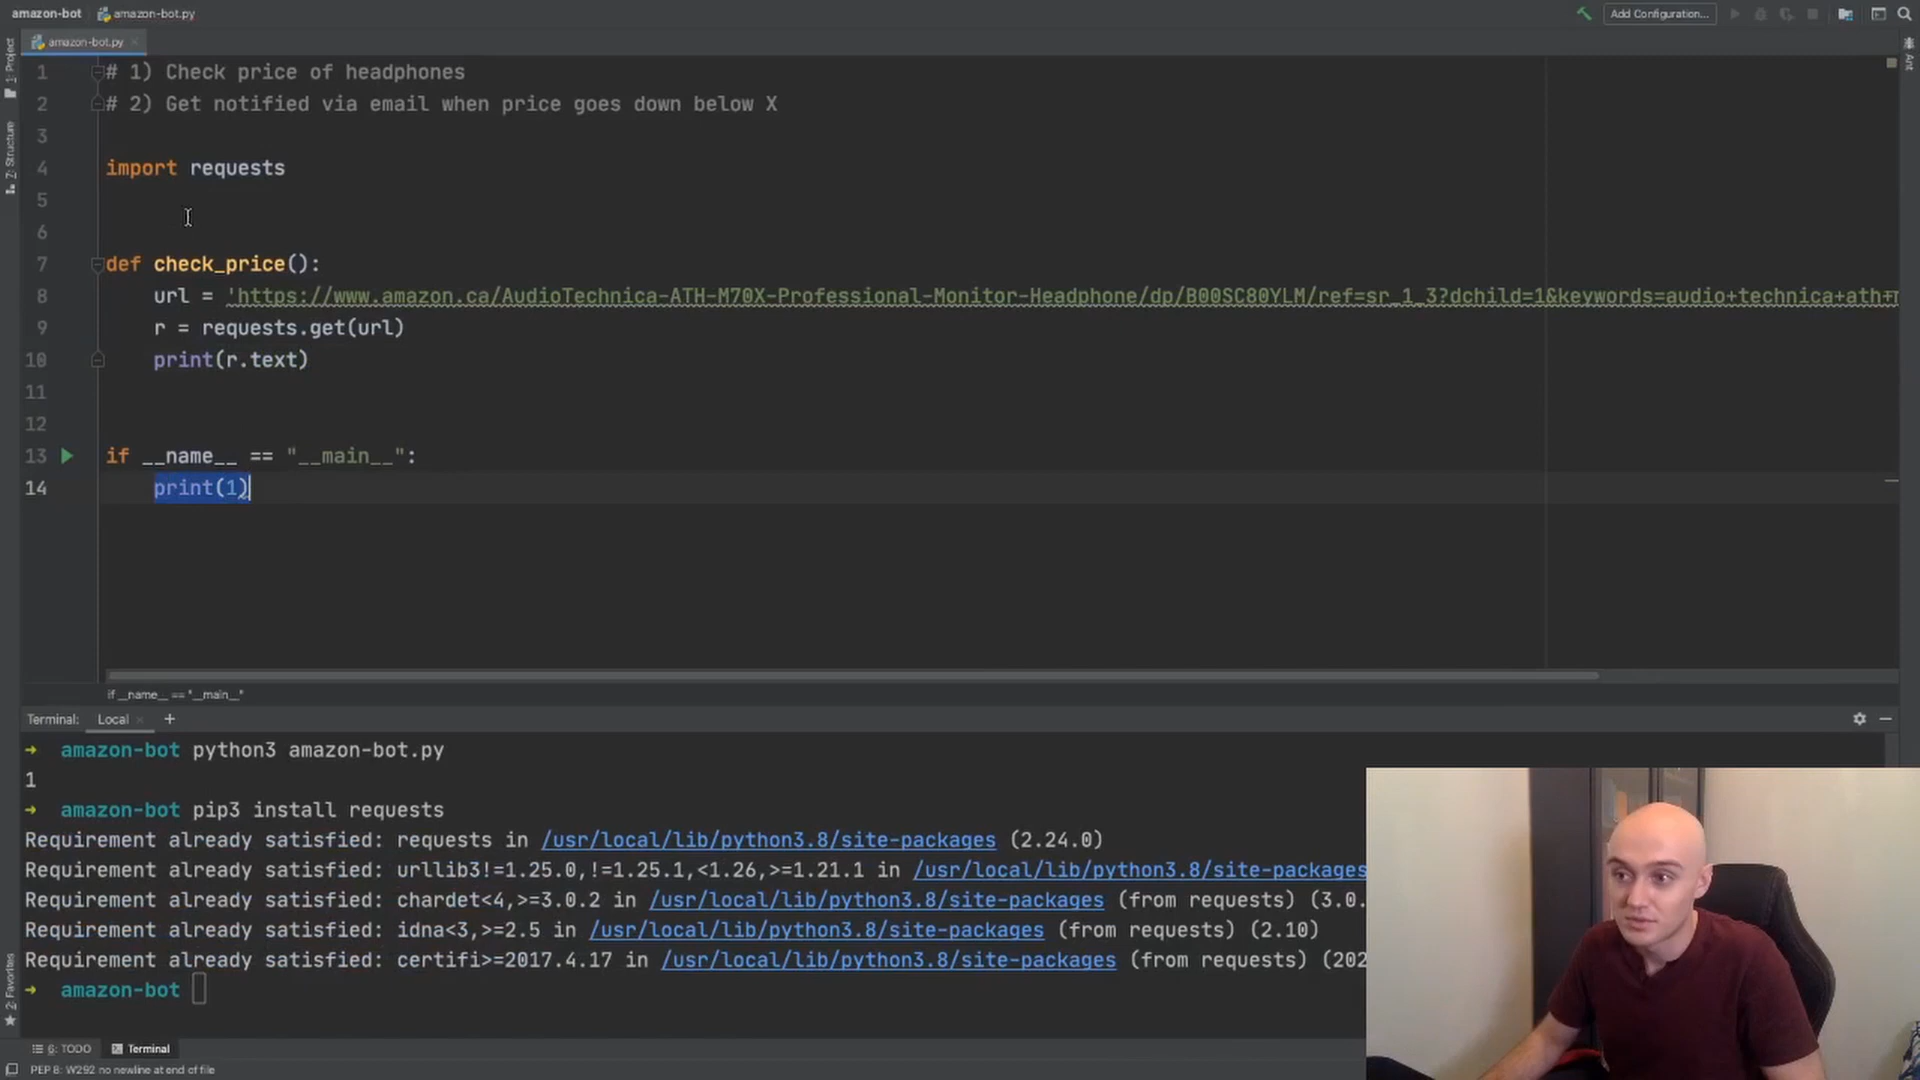 amazon-bot amazon-bot.py Add Configuration...
amazon-bot.py
1: Project
Z: Structure
2: Favorites
Ant
1 # 1) Check price of headphones
2 # 2) Get notified via email when price goes down below X
3
4 import requests
5
6
7 def check_price():
8 url = 'https://www.amazon.ca/AudioTechnica-ATH-M70X-Professional-Monitor-Headphone/dp/B00SC80YLM/ref=sr_1_3?dchild=1&keywords=audio+technica+ath+
9 r = requests.get(url)
10 print(r.text)
11
12
13 if __name__ == "__main__":
14 print(1)
if __name__ == "__main__"
Terminal: Local +
→ amazon-bot python3 amazon-bot.py
1
→ amazon-bot pip3 install requests
Requirement already satisfied: requests in /usr/local/lib/python3.8/site-packages (2.24.0)
Requirement already satisfied: urllib3!=1.25.0,!=1.25.1,<1.26,>=1.21.1 in /usr/local/lib/python3.8/site-packages
Requirement already satisfied: chardet<4,>=3.0.2 in /usr/local/lib/python3.8/site-packages (from requests) (3.0.
Requirement already satisfied: idna<3,>=2.5 in /usr/local/lib/python3.8/site-packages (from requests) (2.10)
Requirement already satisfied: certifi>=2017.4.17 in /usr/local/lib/python3.8/site-packages (from requests) (202
→ amazon-bot
6: TODO Terminal
PEP 8: W292 no newline at end of file